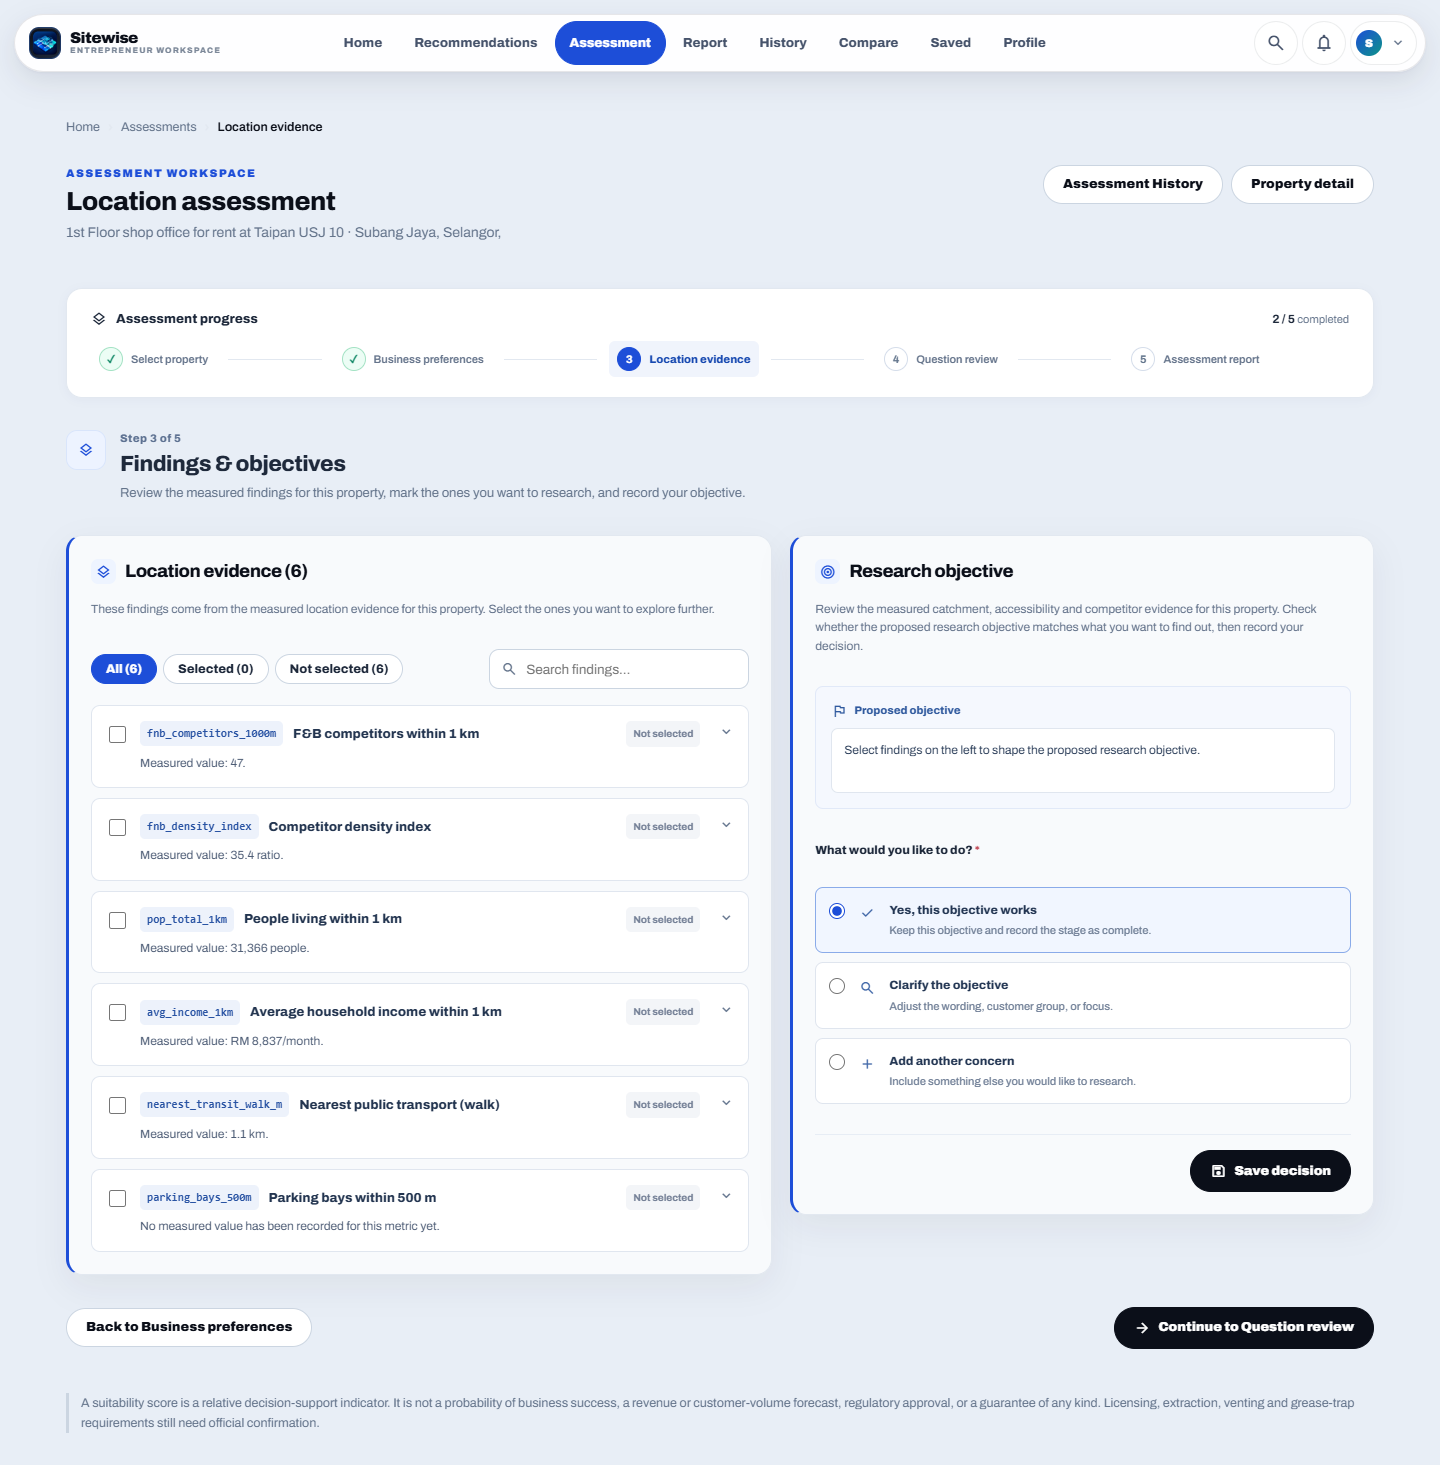 Sitewise
ENTREPRENEUR WORKSPACE
Home
Recommendations
Assessment
Report
History
Compare
Saved
Profile
S
Home
Assessments
Location evidence
ASSESSMENT WORKSPACE
Location assessment
1st Floor shop office for rent at Taipan USJ 10 · Subang Jaya, Selangor,
Assessment History
Property detail
Assessment progress
2 / 5 completed
Select property
Business preferences
3 Location evidence
4 Question review
5 Assessment report
Step 3 of 5
Findings & objectives
Review the measured findings for this property, mark the ones you want to research, and record your objective.
Location evidence (6)
These findings come from the measured location evidence for this property. Select the ones you want to explore further.
All (6)
Selected (0)
Not selected (6)
Search findings...
fnb_competitors_1000m F&B competitors within 1 km Not selected
Measured value: 47.
fnb_density_index Competitor density index Not selected
Measured value: 35.4 ratio.
pop_total_1km People living within 1 km Not selected
Measured value: 31,366 people.
avg_income_1km Average household income within 1 km Not selected
Measured value: RM 8,837/month.
nearest_transit_walk_m Nearest public transport (walk) Not selected
Measured value: 1.1 km.
parking_bays_500m Parking bays within 500 m Not selected
No measured value has been recorded for this metric yet.
Research objective
Review the measured catchment, accessibility and competitor evidence for this property. Check
whether the proposed research objective matches what you want to find out, then record your
decision.
Proposed objective
Select findings on the left to shape the proposed research objective.
What would you like to do? *
Yes, this objective works
Keep this objective and record the stage as complete.
Clarify the objective
Adjust the wording, customer group, or focus.
Add another concern
Include something else you would like to research.
Save decision
Back to Business preferences
Continue to Question review
A suitability score is a relative decision-support indicator. It is not a probability of business success, a revenue or customer-volume forecast, regulatory approval, or a guarantee of any kind. Licensing, extraction, venting and grease-trap
requirements still need official confirmation.